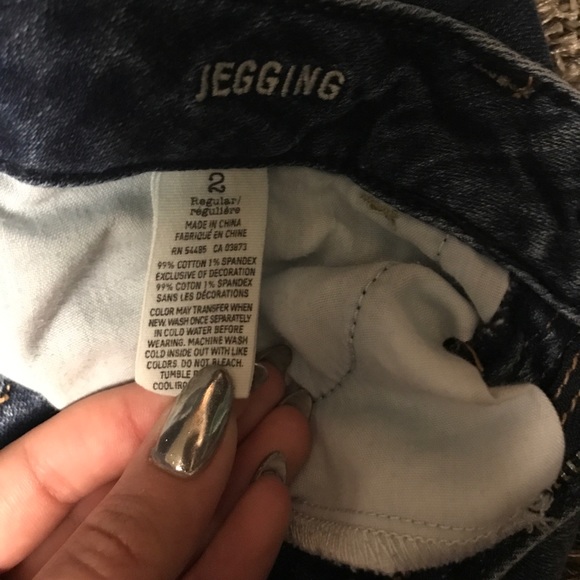 JEGGING
2
Regular/
régulière
MADE IN CHINA
FABRIQUÉ EN CHINE
RN 54485 CA 03873
99% COTTON 1% SPANDEX
EXCLUSIVE OF DECORATION
99% COTON 1% SPANDEX
SANS LES DÉCORATIONS
COLOR MAY TRANSFER WHEN
NEW. WASH ONCE SEPARATELY
IN COLD WATER BEFORE
WEARING. MACHINE WASH
COLD INSIDE OUT WITH LIKE
COLORS. DO NOT BLEACH.
TUMBLE
COOL IRO